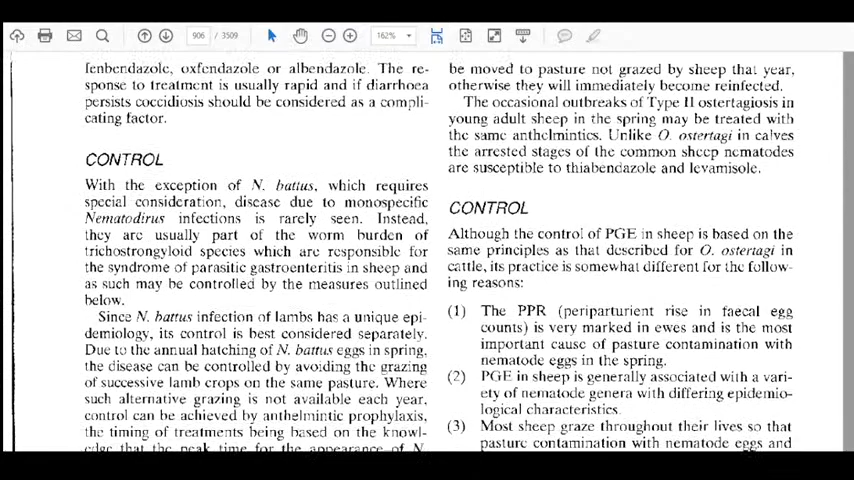 906 / 3509
162%
fenbendazole, oxfendazole or albendazole. The re-
sponse to treatment is usually rapid and if diarrhoea
persists coccidiosis should be considered as a compli-
cating factor.
CONTROL
With the exception of N. battus, which requires
special consideration, disease due to monospecific
Nematodirus infections is rarely seen. Instead,
they are usually part of the worm burden of
trichostrongyloid species which are responsible for
the syndrome of parasitic gastroenteritis in sheep and
as such may be controlled by the measures outlined
below.
Since N. battus infection of lambs has a unique epi-
demiology, its control is best considered separately.
Due to the annual hatching of N. battus eggs in spring,
the disease can be controlled by avoiding the grazing
of successive lamb crops on the same pasture. Where
such alternative grazing is not available each year,
control can be achieved by anthelmintic prophylaxis,
the timing of treatments being based on the knowl-
edge that the peak time for the appearance of N.
be moved to pasture not grazed by sheep that year,
otherwise they will immediately become reinfected.
The occasional outbreaks of Type II ostertagiosis in
young adult sheep in the spring may be treated with
the same anthelmintics. Unlike O. ostertagi in calves
the arrested stages of the common sheep nematodes
are susceptible to thiabendazole and levamisole.
CONTROL
Although the control of PGE in sheep is based on the
same principles as that described for O. ostertagi in
cattle, its practice is somewhat different for the follow-
ing reasons:
(1) The PPR (periparturient rise in faecal egg
counts) is very marked in ewes and is the most
important cause of pasture contamination with
nematode eggs in the spring.
(2) PGE in sheep is generally associated with a vari-
ety of nematode genera with differing epidemio-
logical characteristics.
(3) Most sheep graze throughout their lives so that
pasture contamination with nematode eggs and